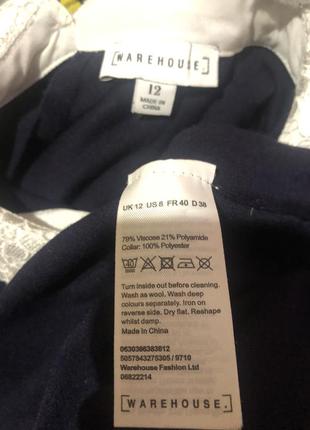 [WAREHOUSE]
12
MADE IN
CHINA
UK 12 US 8 FR 40 D 38
79% Viscose 21% Polyamide
Collar: 100% Polyester
Turn inside out before cleaning.
Wash as wool. Wash deep
colours separately. Iron on
reverse side. Dry flat. Reshape
whilst damp.
Made in China
0630386383812
5057843275305 / 9710
Warehouse Fashion Ltd
06822214
[WAREHOUSE.]